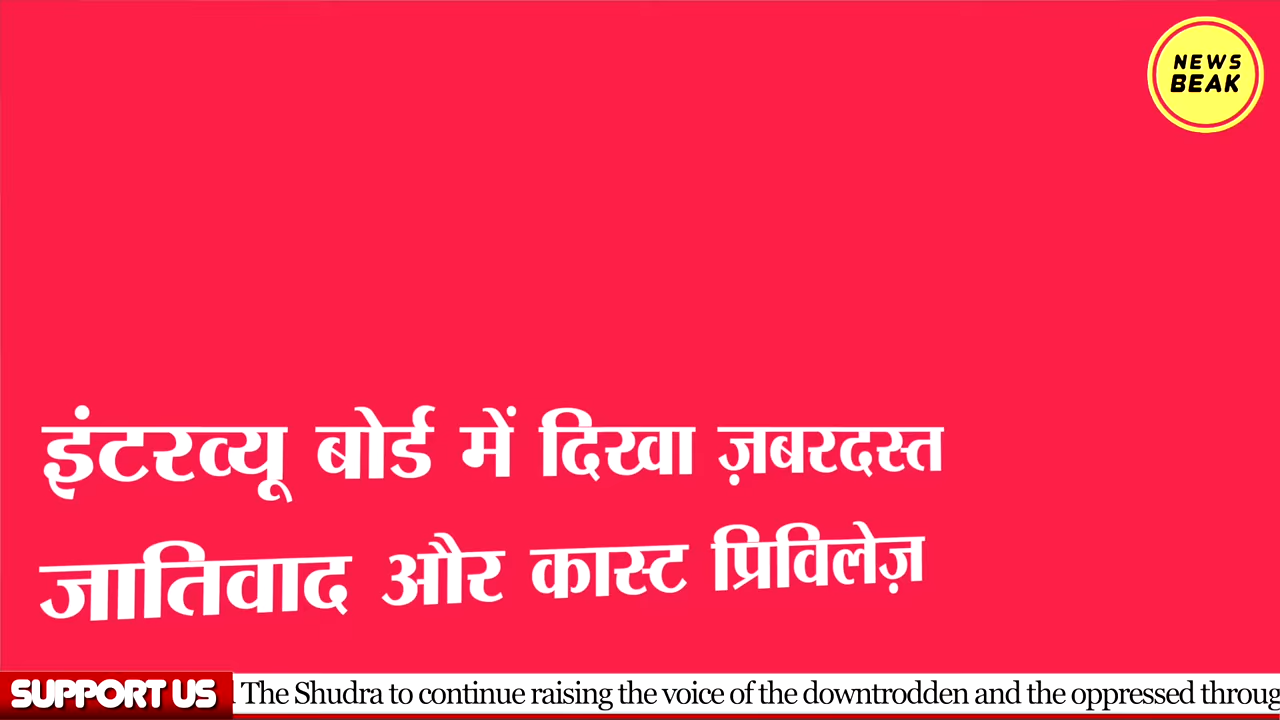 NEWS
BEAK
इंटरव्यू बोर्ड में दिखा ज़बरदस्त
जातिवाद और कास्ट प्रिविलेज़
SUPPORT US
The Shudra to continue raising the voice of the downtrodden and the oppressed